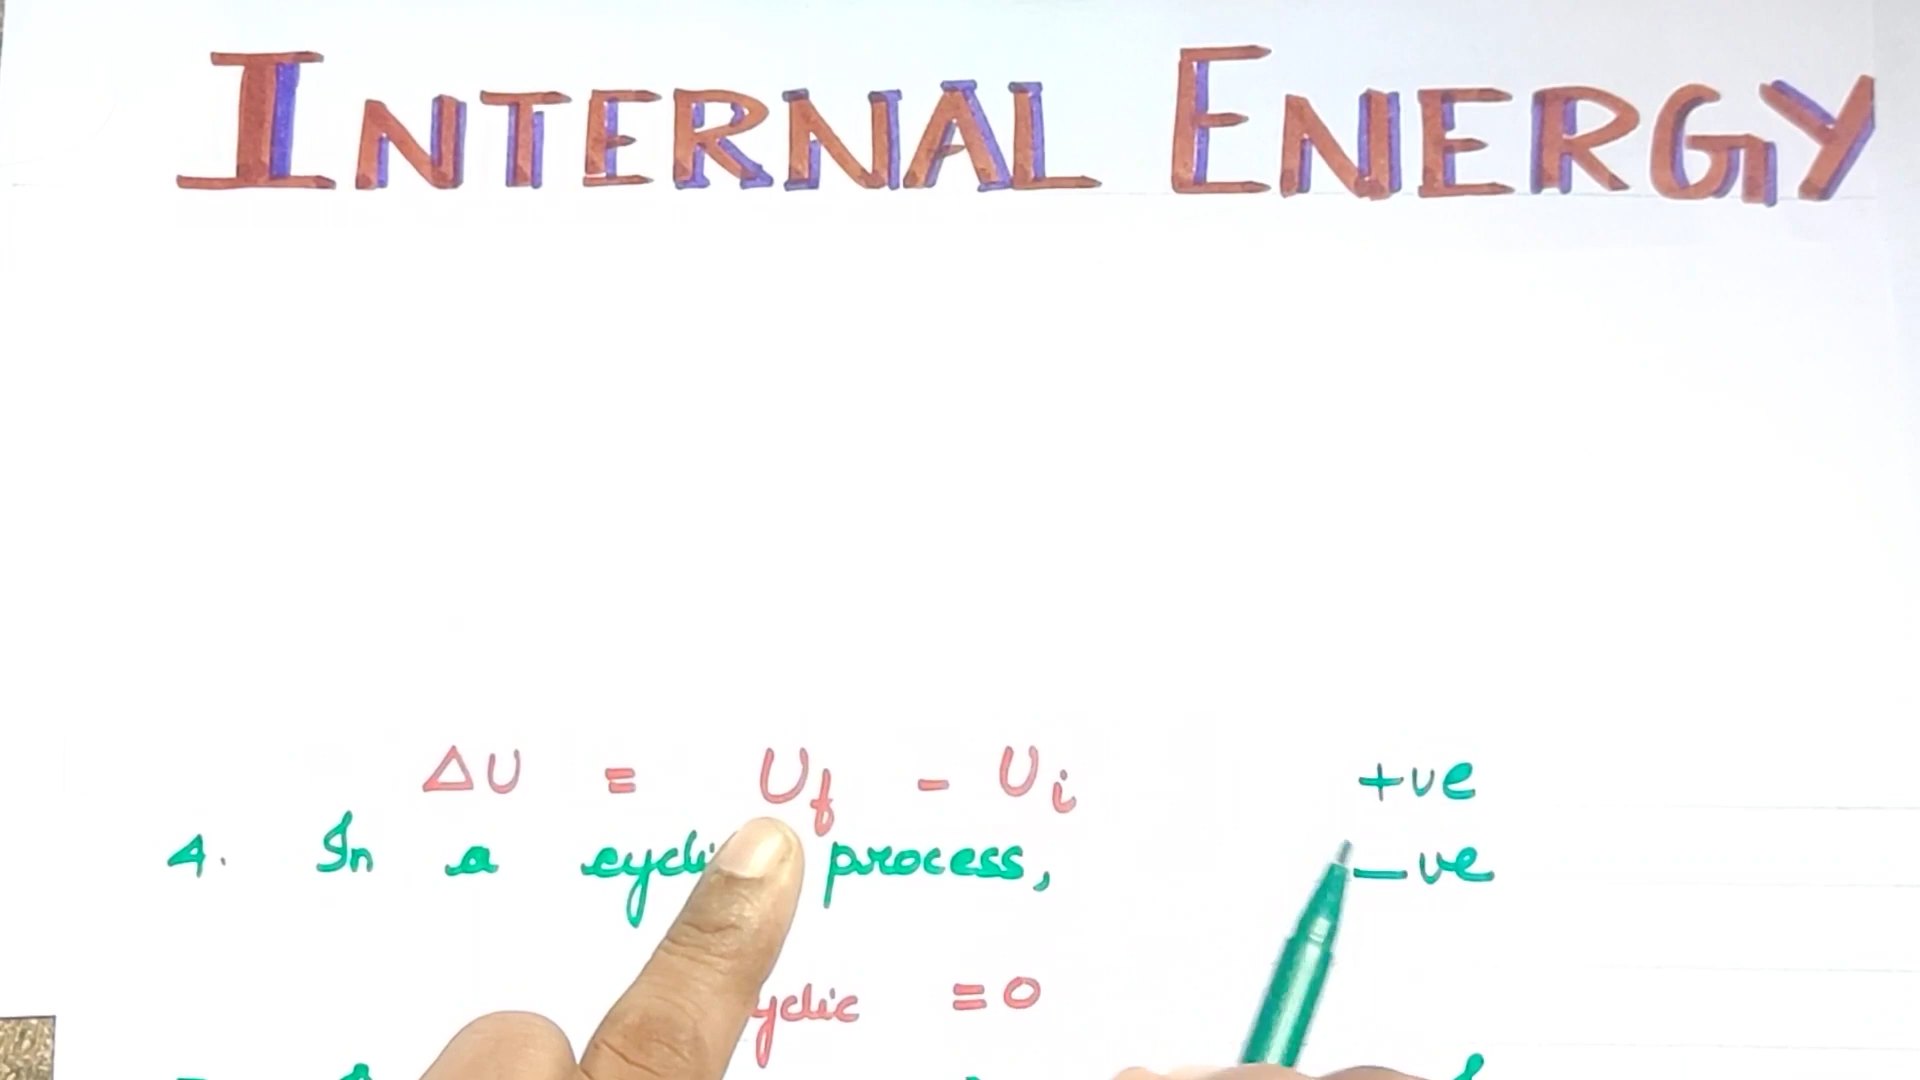 INTERNAL ENERGY
ΔU = Uf - Ui +ve
4. In a process, -ve
= 0